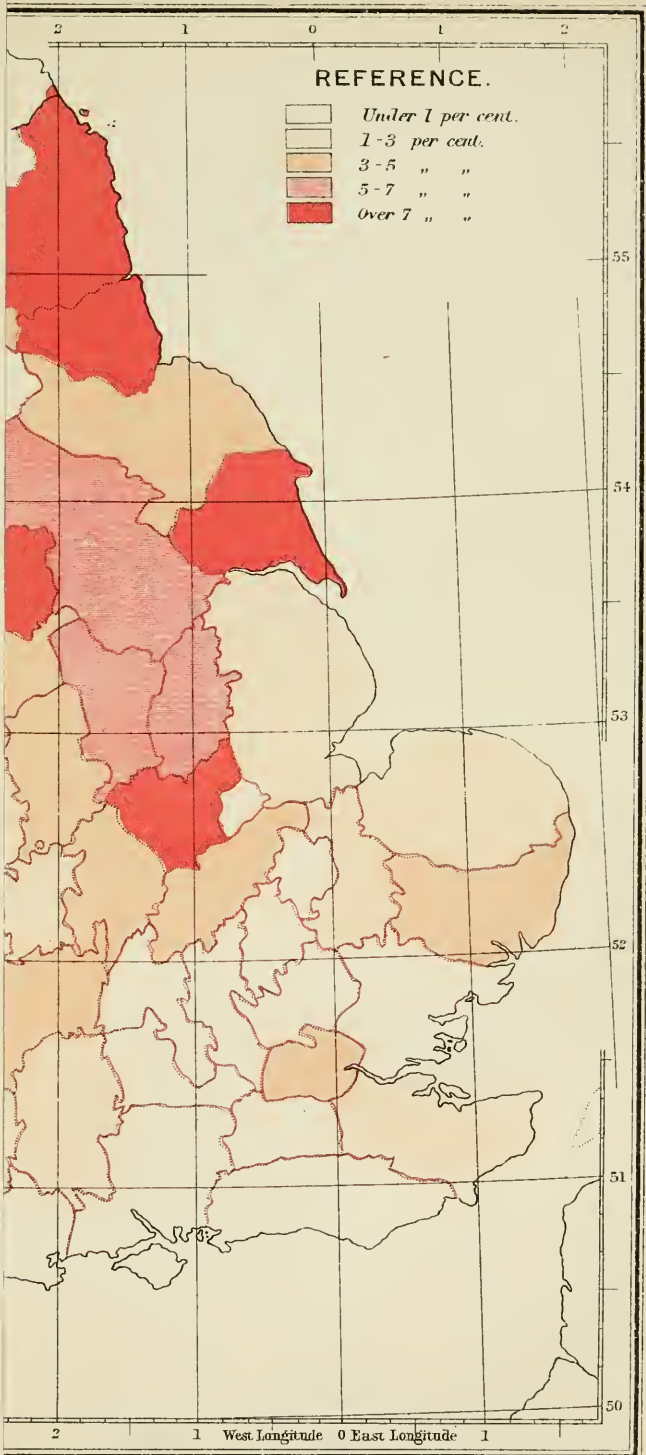 2 1 0 1 2
REFERENCE.
Under 1 per cent.
1-3 per cent.
3-5 „ „
5-7 „ „
Over 7 „ „
55
54
53
52
51
50
2 1 West Longitude 0 East Longitude 1